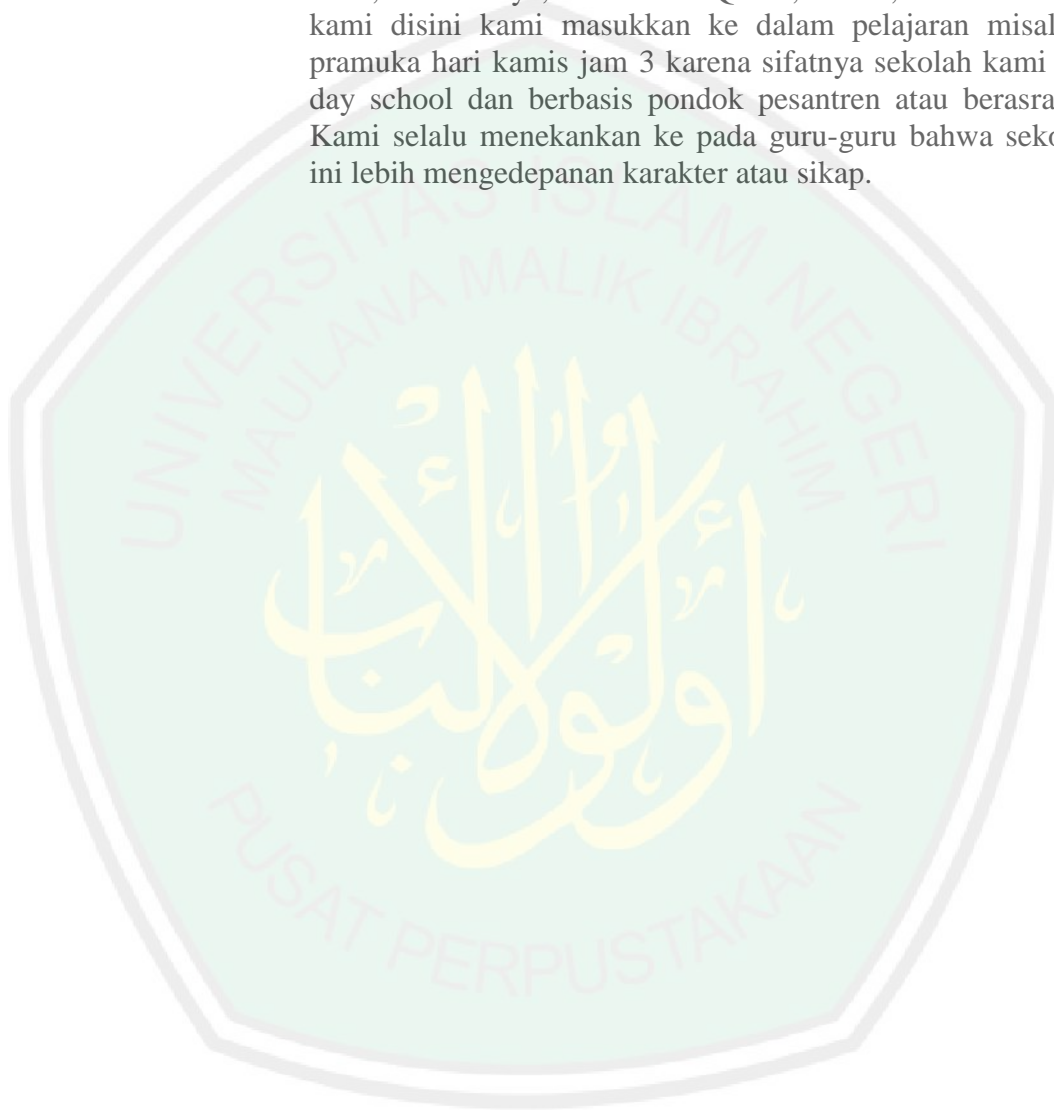 kami disini kami masukkan ke dalam pelajaran misal
pramuka hari kamis jam 3 karena sifatnya sekolah kami
day school dan berbasis pondok pesantren atau berasra
Kami selalu menekankan ke pada guru-guru bahwa seko
ini lebih mengedepanan karakter atau sikap.
UNIVERSITAS ISLAM NEGERI
MAULANA MALIK IBRAHIM
أولوا الألباب
PUSAT PERPUSTAKAAN